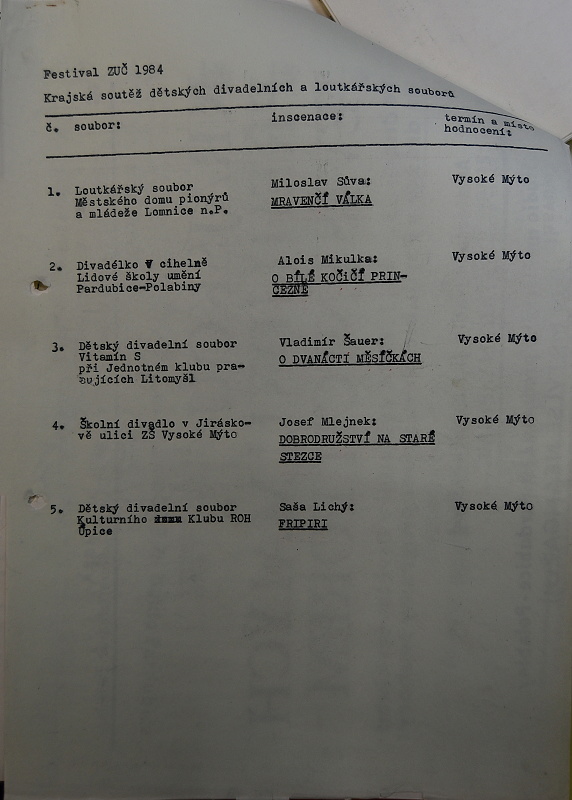 Festival ZUČ 1984
Krajská soutěž dětských divadelních a loutkářských souborů
č. soubor: inscenace: termín a místo
hodnocení:
1. Loutkářský soubor Miloslav Sůva: Vysoké Mýto
Městského domu pionýrů MRAVENČÍ VÁLKA
a mládeže Lomnice n.P.
2. Divadélko V cihelně Alois Mikulka: Vysoké Mýto
Lidové školy umění O BÍLÉ KOČIČÍ PRIN-
Pardubice-Polabiny CEZNĚ
3. Dětský divadelní soubor Vladimír Šauer: Vysoké Mýto
Vitamín S O DVANÁCTI MĚSÍČKÁCH
při Jednotném klubu pra-
cujících Litomyšl
4. Školní divadlo v Jirásko- Josef Mlejnek: Vysoké Mýto
vě ulici ZŠ Vysoké Mýto DOBRODRUŽSTVÍ NA STARÉ
STEZCE
5. Dětský divadelní soubor Saša Lichý: Vysoké Mýto
Kulturního Klubu ROH FRIPIRI
Úpice